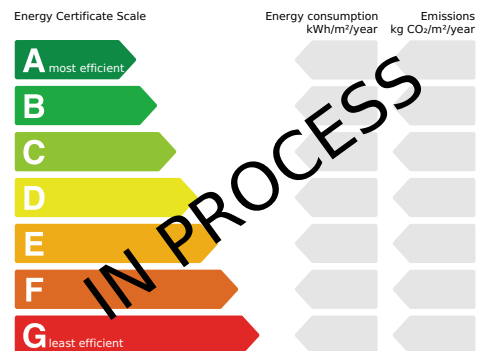 Energy Certificate Scale
Energy consumption
kWh/m²/year
Emissions
kg CO₂/m²/year
A most efficient
B
C
D
E
F
G least efficient
IN PROCESS